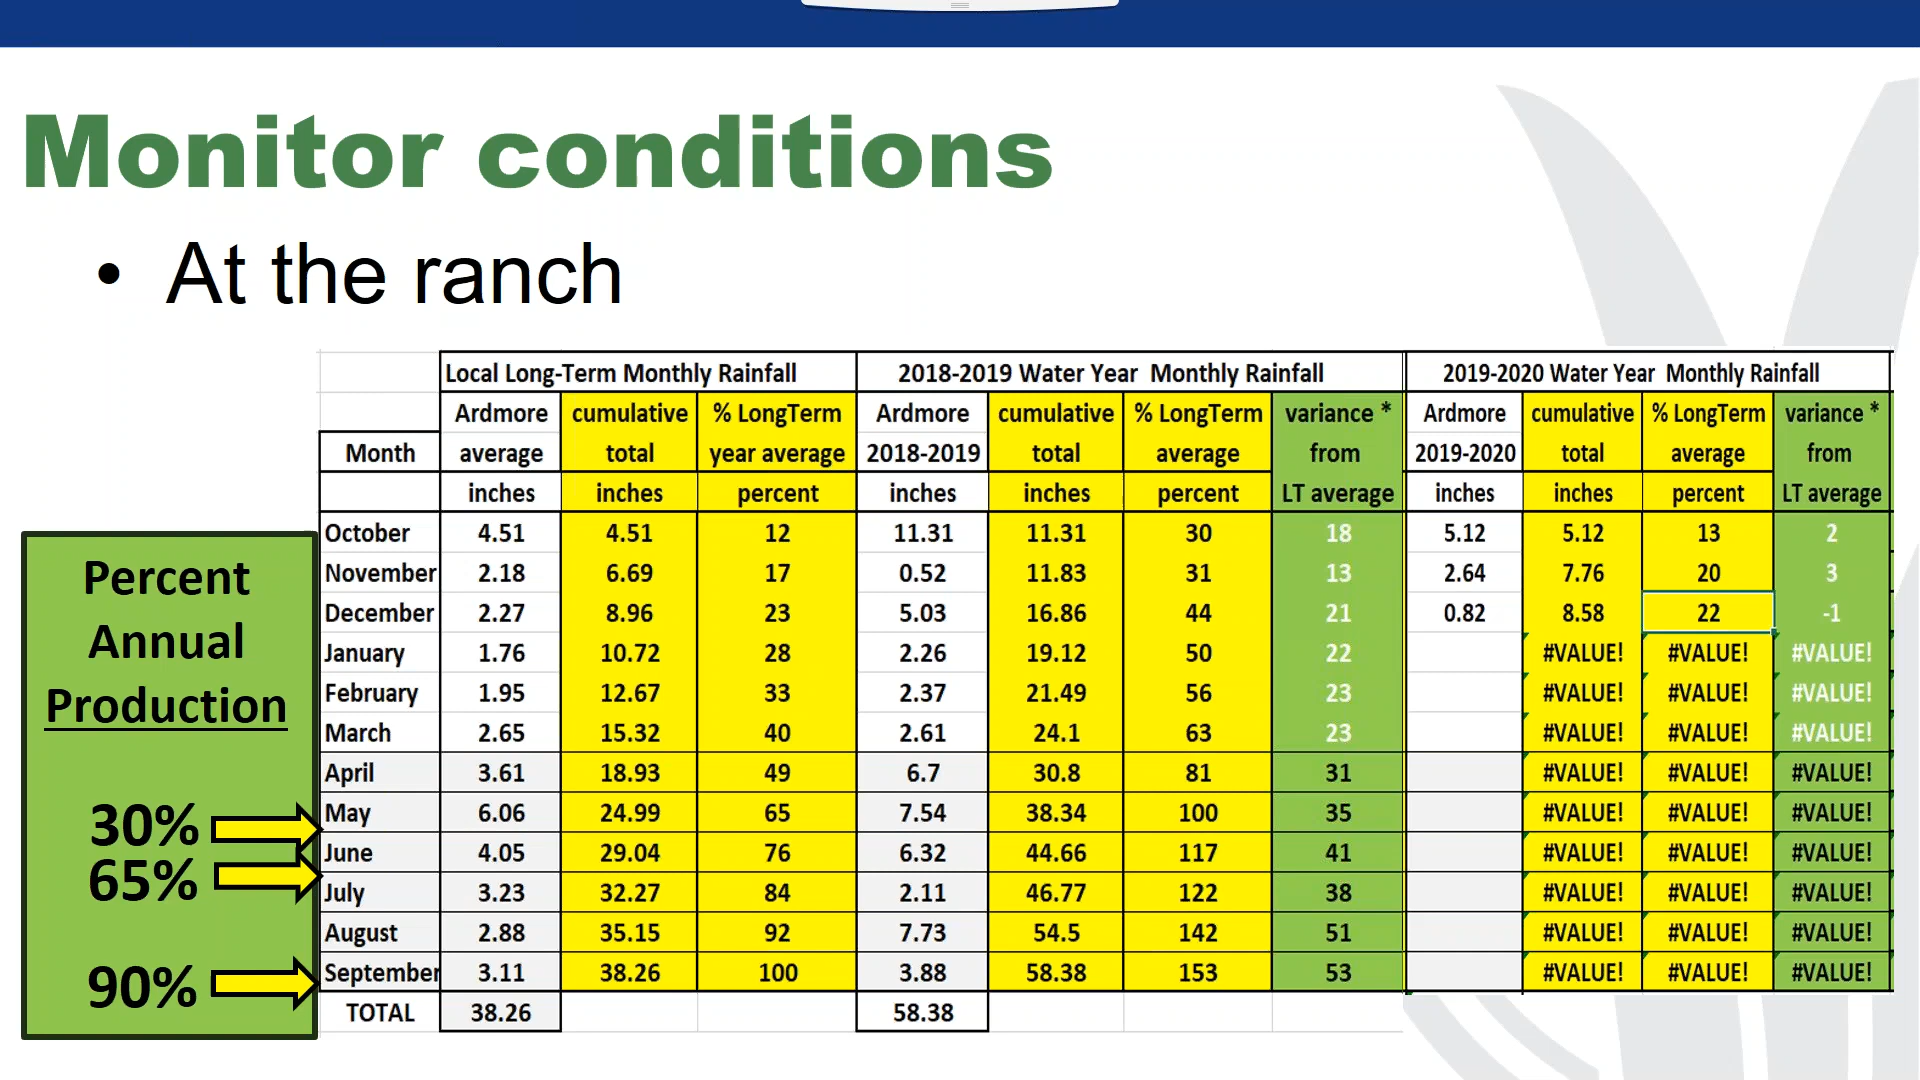 Monitor conditions
• At the ranch
Local Long-Term Monthly Rainfall 2018-2019 Water Year Monthly Rainfall 2019-2020 Water Year Monthly Rainfall
Ardmore cumulative % LongTerm Ardmore cumulative % LongTerm variance * Ardmore cumulative % LongTerm variance *
Month average total year average 2018-2019 total average from 2019-2020 total average from
inches inches percent inches inches percent LT average inches inches percent LT average
October 4.51 4.51 12 11.31 11.31 30 18 5.12 5.12 13 2
November 2.18 6.69 17 0.52 11.83 31 13 2.64 7.76 20 3
December 2.27 8.96 23 5.03 16.86 44 21 0.82 8.58 22 -1
January 1.76 10.72 28 2.26 19.12 50 22 #VALUE! #VALUE! #VALUE!
February 1.95 12.67 33 2.37 21.49 56 23 #VALUE! #VALUE! #VALUE!
March 2.65 15.32 40 2.61 24.1 63 23 #VALUE! #VALUE! #VALUE!
April 3.61 18.93 49 6.7 30.8 81 31 #VALUE! #VALUE! #VALUE!
May 6.06 24.99 65 7.54 38.34 100 35 #VALUE! #VALUE! #VALUE!
June 4.05 29.04 76 6.32 44.66 117 41 #VALUE! #VALUE! #VALUE!
July 3.23 32.27 84 2.11 46.77 122 38 #VALUE! #VALUE! #VALUE!
August 2.88 35.15 92 7.73 54.5 142 51 #VALUE! #VALUE! #VALUE!
September 3.11 38.26 100 3.88 58.38 153 53 #VALUE! #VALUE! #VALUE!
TOTAL 38.26 58.38
Percent
Annual
Production
30%
65%
90%